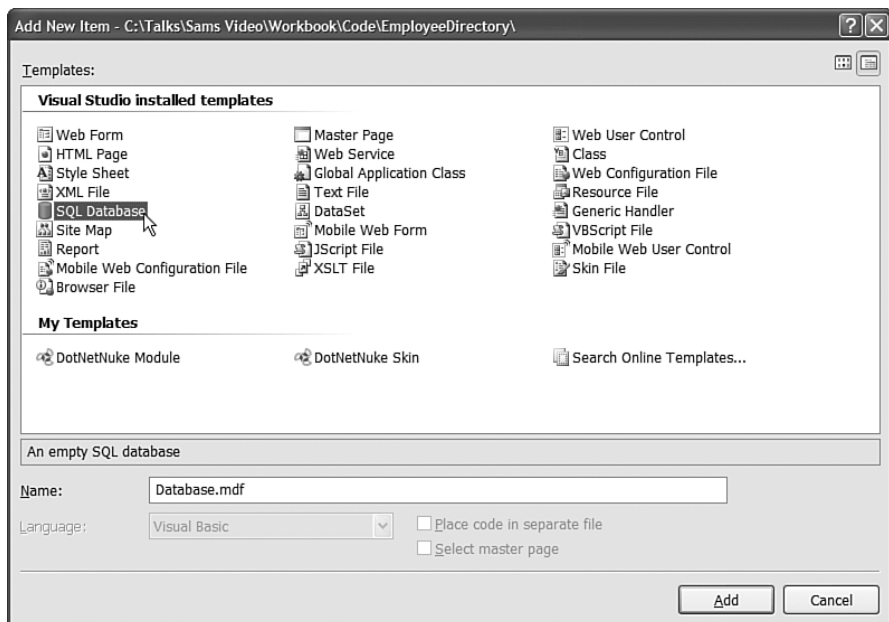 Add New Item - C:\Talks\Sams Video\Workbook\Code\EmployeeDirectory\
Templates:
Visual Studio installed templates
Web Form
Master Page
Web User Control
HTML Page
Web Service
Class
Style Sheet
Global Application Class
Web Configuration File
XML File
Text File
Resource File
SQL Database
DataSet
Generic Handler
Site Map
Mobile Web Form
VBScript File
Report
JScript File
Mobile Web User Control
Mobile Web Configuration File
XSLT File
Skin File
Browser File
My Templates
DotNetNuke Module
DotNetNuke Skin
Search Online Templates...
An empty SQL database
Name:
Database.mdf
Language:
Visual Basic
Place code in separate file
Select master page
Add
Cancel